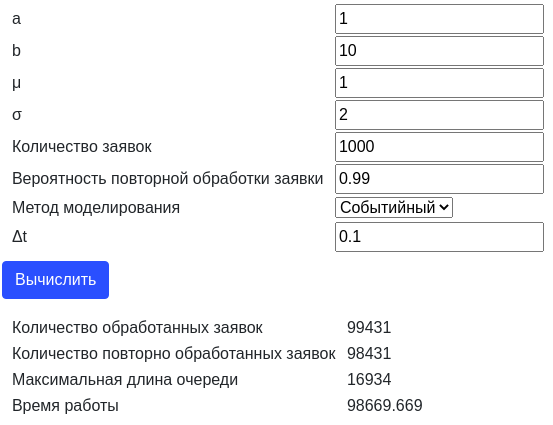 a 1
b 10
μ 1
σ 2
Количество заявок 1000
Вероятность повторной обработки заявки 0.99
Метод моделирования Событийный
Δt 0.1
Вычислить
Количество обработанных заявок 99431
Количество повторно обработанных заявок 98431
Максимальная длина очереди 16934
Время работы 98669.669